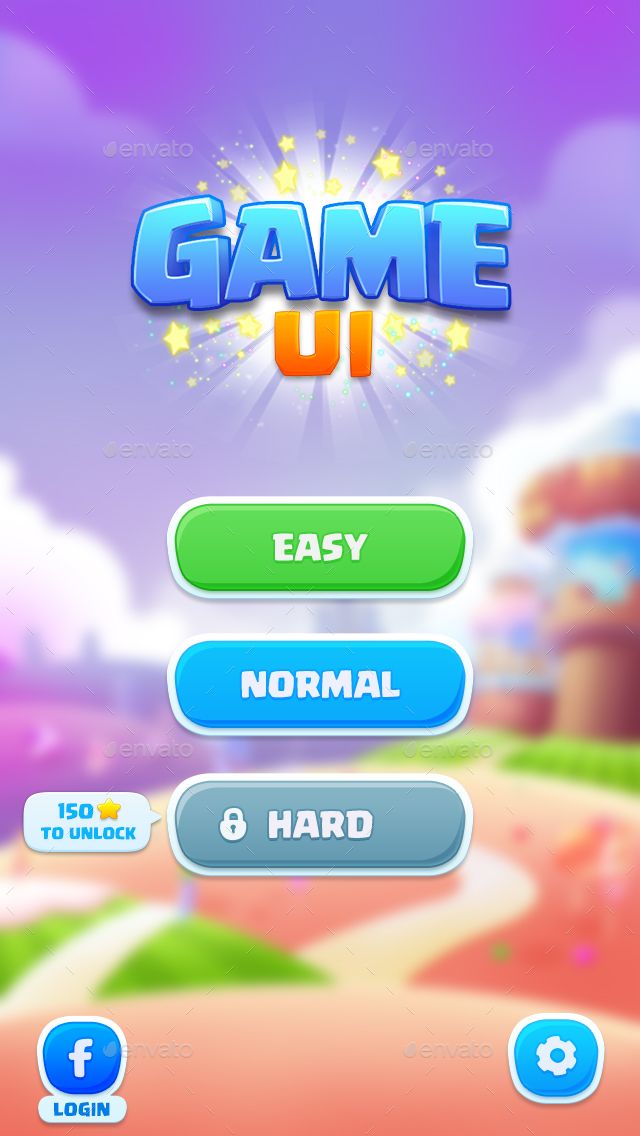 envato envato
GAME
UI
envato envato
EASY
NORMAL
envato envato
150
TO UNLOCK
HARD
envato envato
f
LOGIN